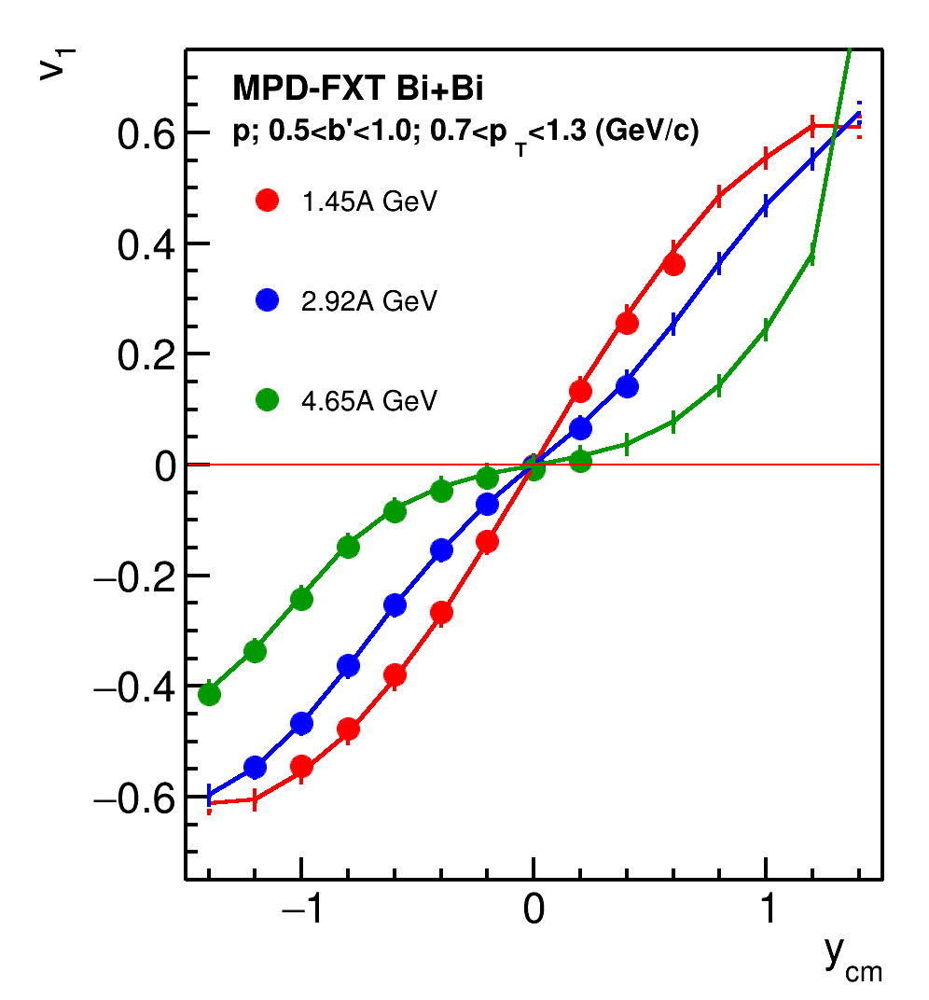 v1
MPD-FXT Bi+Bi
p; 0.5<b'<1.0; 0.7<p T<1.3 (GeV/c)
1.45A GeV
2.92A GeV
4.65A GeV
0.6
0.4
0.2
0
−0.2
−0.4
−0.6
−1 0 1
ycm